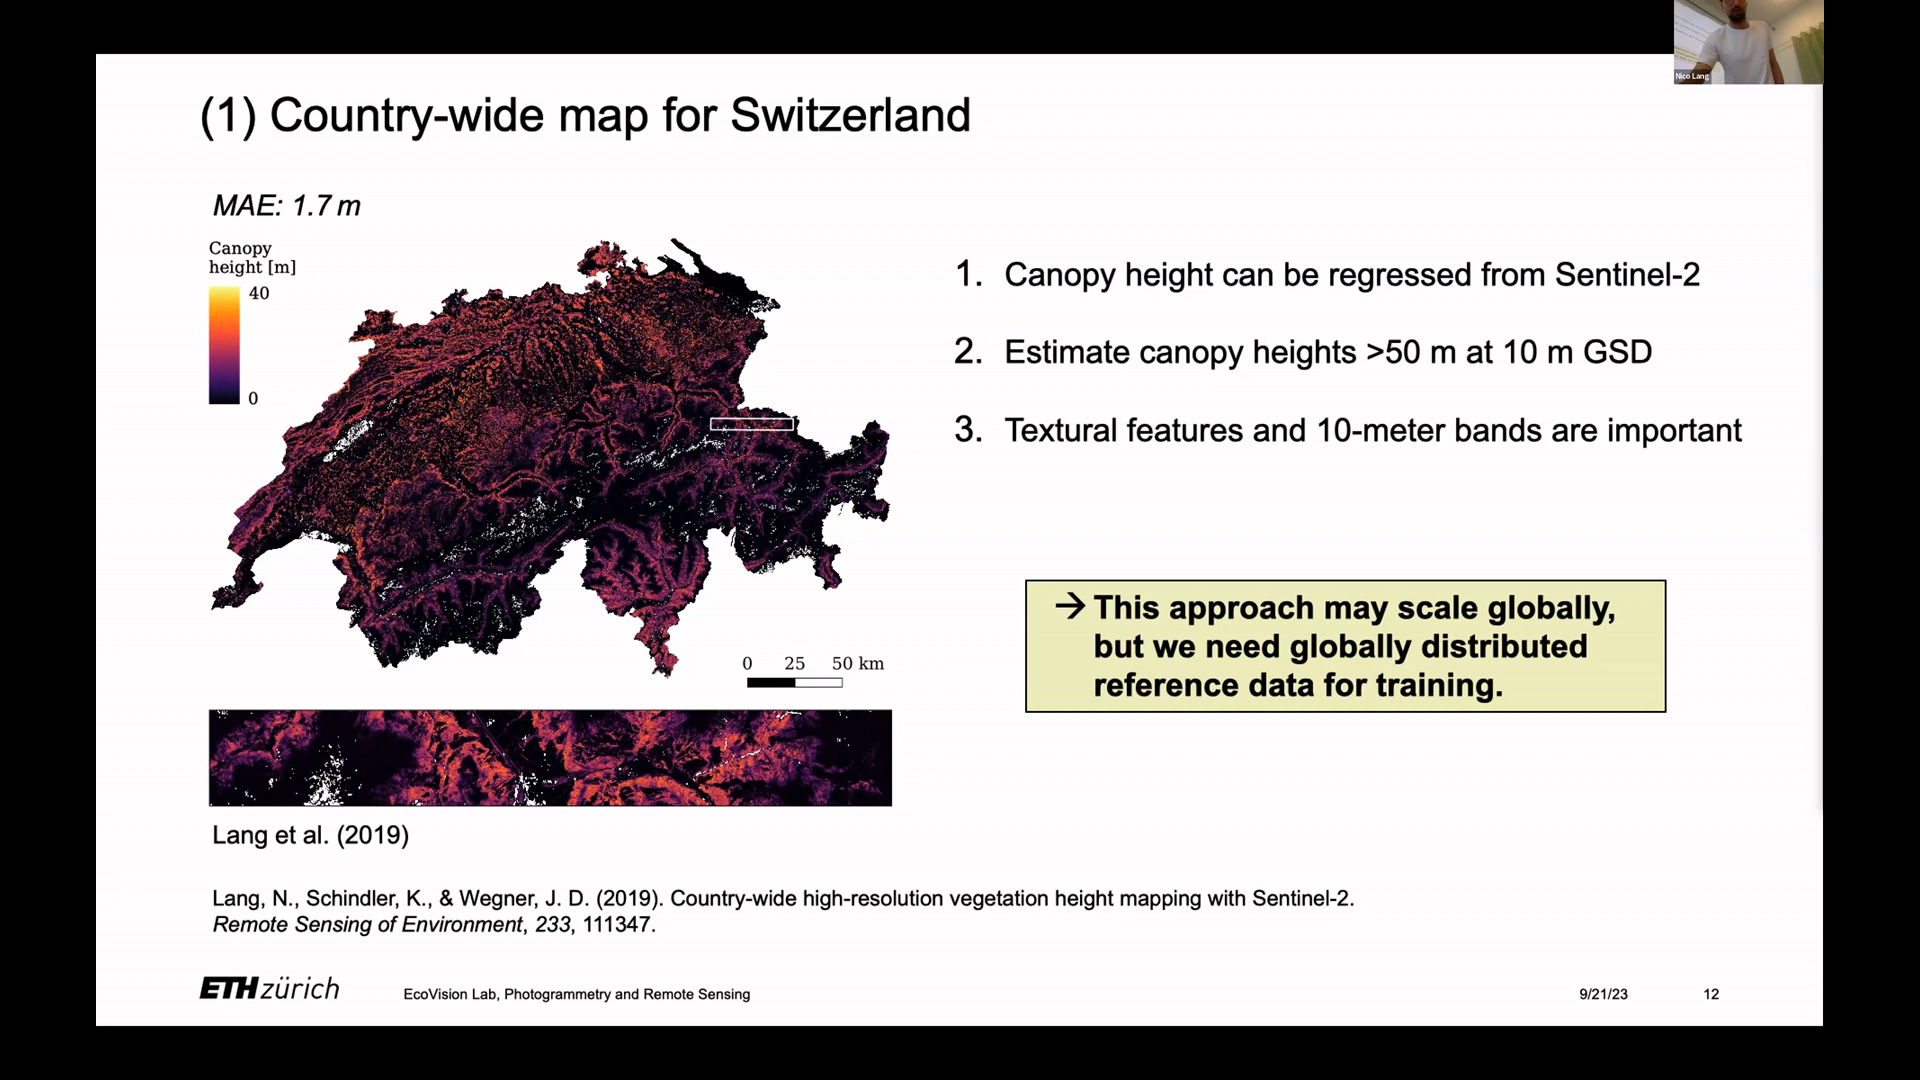 Nico Lang
(1) Country-wide map for Switzerland
MAE: 1.7 m
Canopy
height [m]
40
0
0 25 50 km
1. Canopy height can be regressed from Sentinel-2
2. Estimate canopy heights >50 m at 10 m GSD
3. Textural features and 10-meter bands are important
→ This approach may scale globally,
but we need globally distributed
reference data for training.
Lang et al. (2019)
Lang, N., Schindler, K., & Wegner, J. D. (2019). Country-wide high-resolution vegetation height mapping with Sentinel-2.
Remote Sensing of Environment, 233, 111347.
ETH zürich
EcoVision Lab, Photogrammetry and Remote Sensing
9/21/23
12